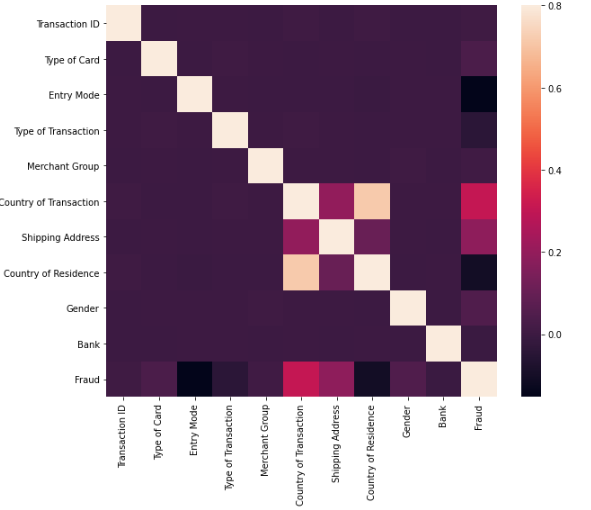 Transaction ID
Type of Card
Entry Mode
Type of Transaction
Merchant Group
Country of Transaction
Shipping Address
Country of Residence
Gender
Bank
Fraud
Transaction ID
Type of Card
Entry Mode
Type of Transaction
Merchant Group
Country of Transaction
Shipping Address
Country of Residence
Gender
Bank
Fraud
0.8
0.6
0.4
0.2
0.0